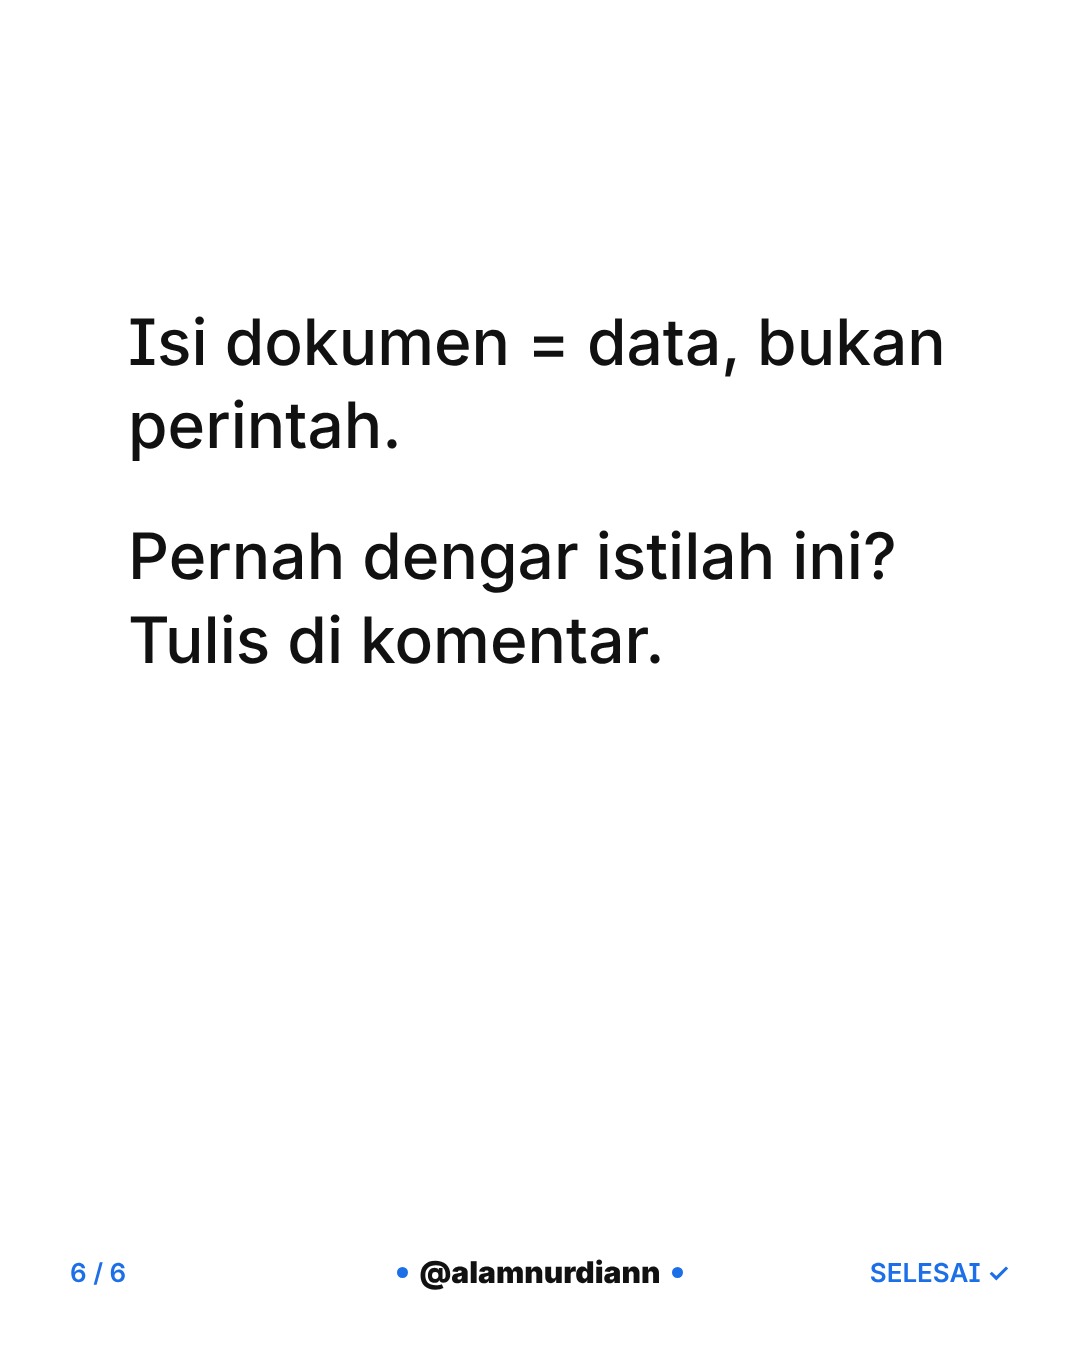 Isi dokumen = data, bukan
perintah.
Pernah dengar istilah ini?
Tulis di komentar.
6 / 6
• @alamnurdiann •
SELESAI ✓